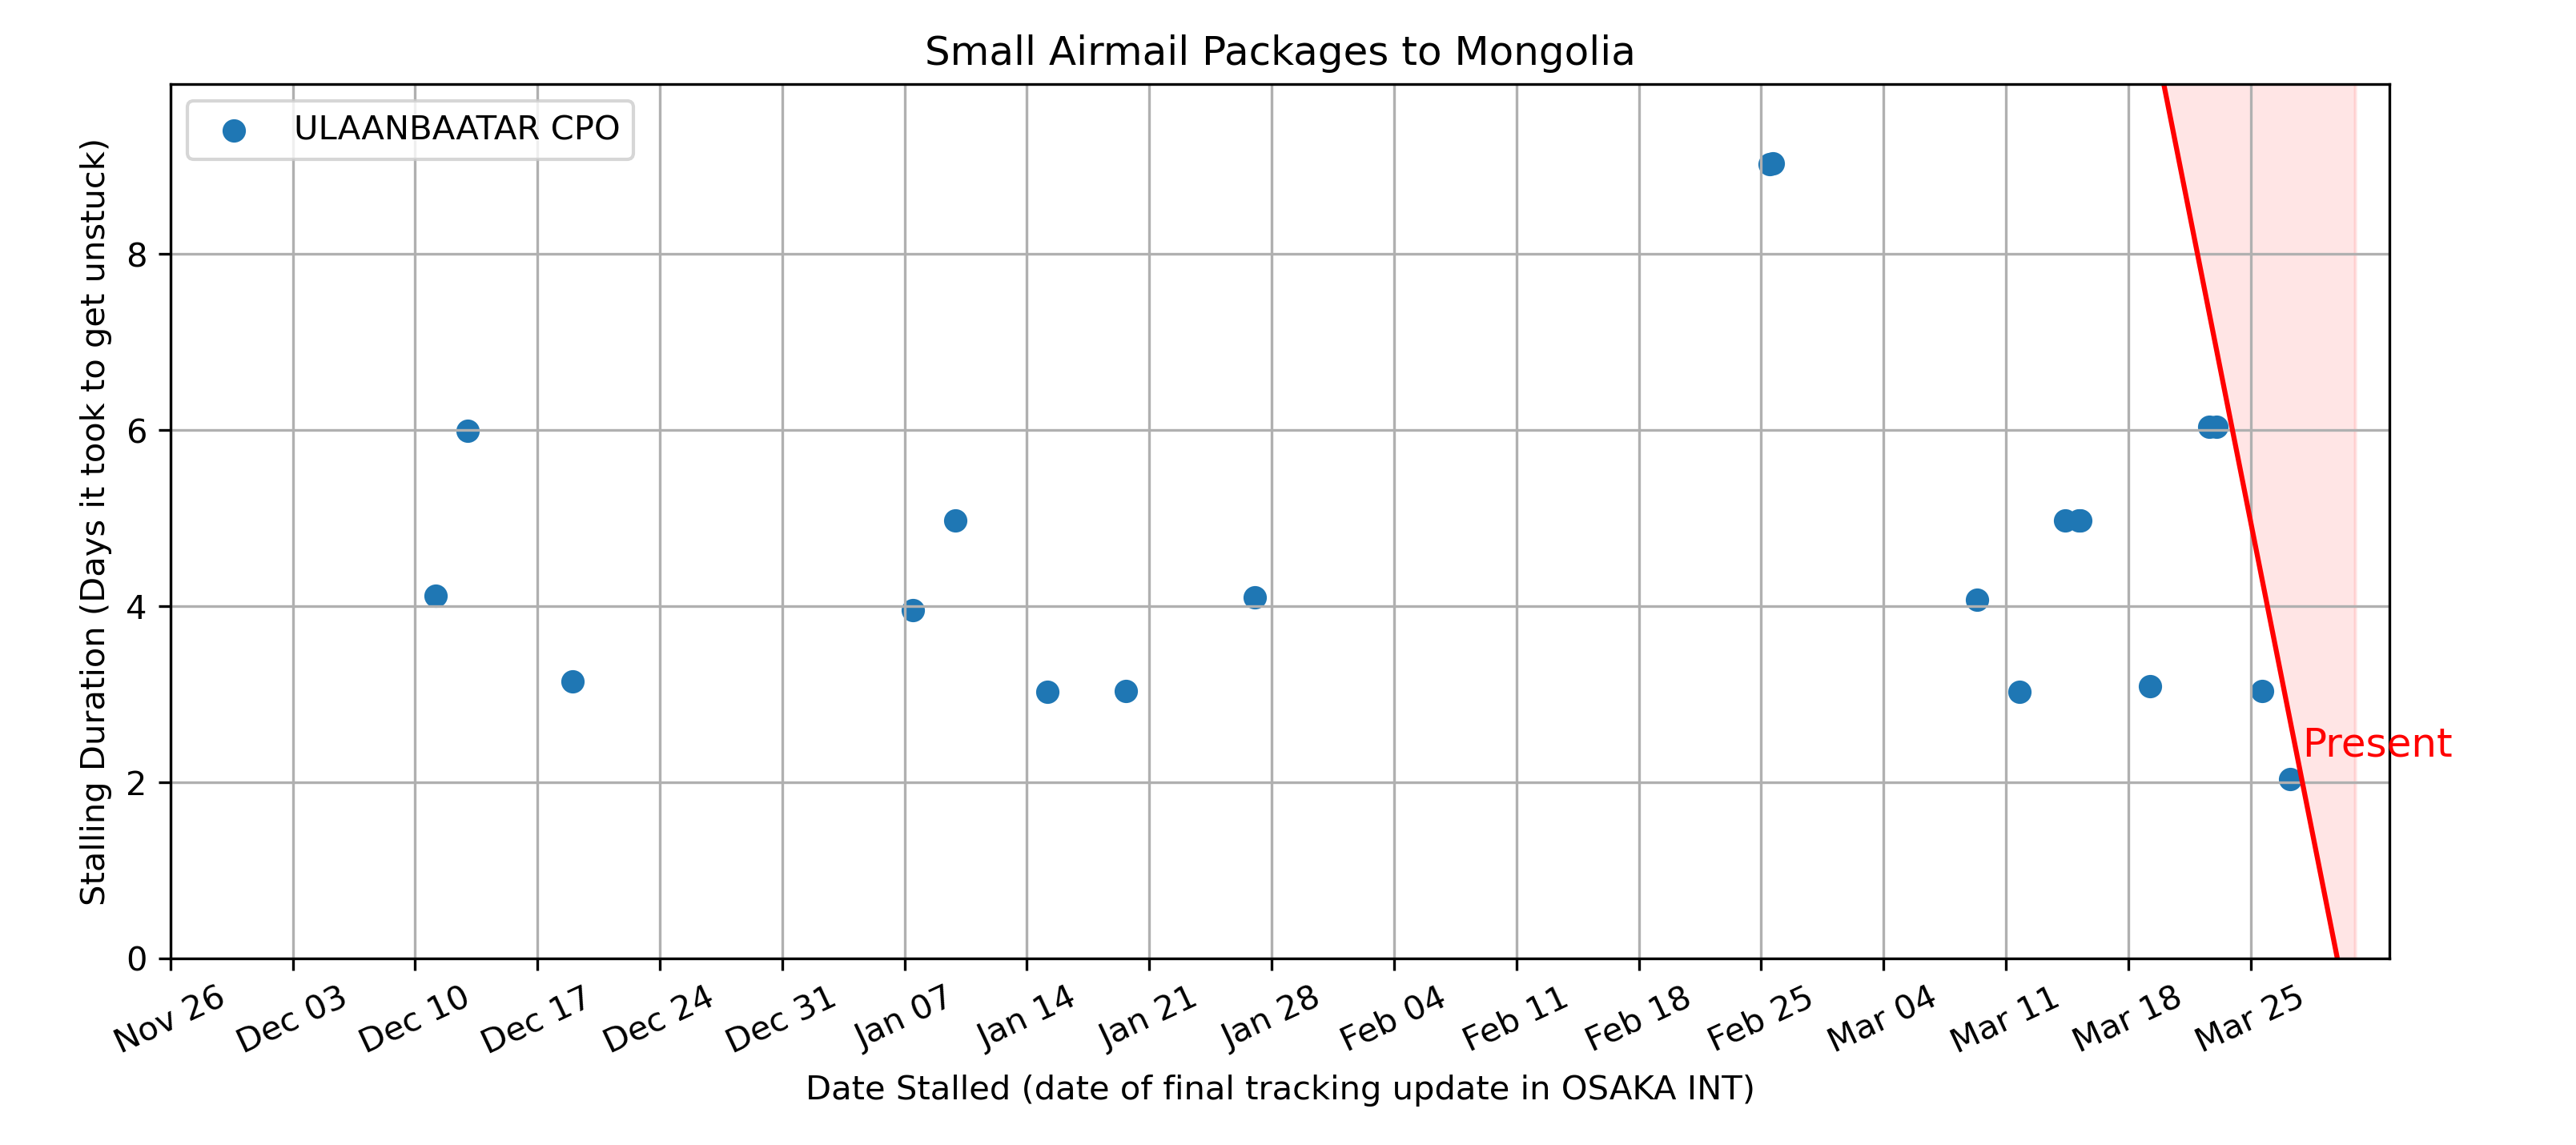 Small Airmail Packages to Mongolia
ULAANBAATAR CPO
Stalling Duration (Days it took to get unstuck)
8
6
4
2
0
Present
Nov 26
Dec 03
Dec 10
Dec 17
Dec 24
Dec 31
Jan 07
Jan 14
Jan 21
Jan 28
Feb 04
Feb 11
Feb 18
Feb 25
Mar 04
Mar 11
Mar 18
Mar 25
Date Stalled (date of final tracking update in OSAKA INT)